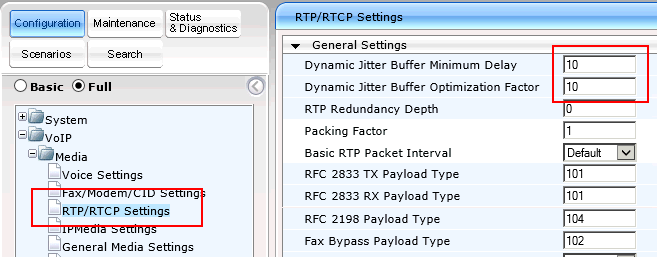 Configuration
Maintenance
Status
& Diagnostics
Scenarios
Search
Basic Full
System
VoIP
Media
Voice Settings
Fax/Modem/CID Settings
RTP/RTCP Settings
IPMedia Settings
General Media Settings
RTP/RTCP Settings
General Settings
Dynamic Jitter Buffer Minimum Delay 10
Dynamic Jitter Buffer Optimization Factor 10
RTP Redundancy Depth 0
Packing Factor 1
Basic RTP Packet Interval Default
RFC 2833 TX Payload Type 101
RFC 2833 RX Payload Type 101
RFC 2198 Payload Type 104
Fax Bypass Payload Type 102